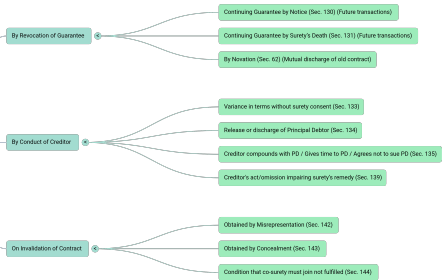 By Revocation of Guarantee
Continuing Guarantee by Notice (Sec. 130) (Future transactions)
Continuing Guarantee by Surety's Death (Sec. 131) (Future transactions)
By Novation (Sec. 62) (Mutual discharge of old contract)
By Conduct of Creditor
Variance in terms without surety consent (Sec. 133)
Release or discharge of Principal Debtor (Sec. 134)
Creditor compounds with PD / Gives time to PD / Agrees not to sue PD (Sec. 135)
Creditor's act/omission impairing surety's remedy (Sec. 139)
On Invalidation of Contract
Obtained by Misrepresentation (Sec. 142)
Obtained by Concealment (Sec. 143)
Condition that co-surety must join not fulfilled (Sec. 144)